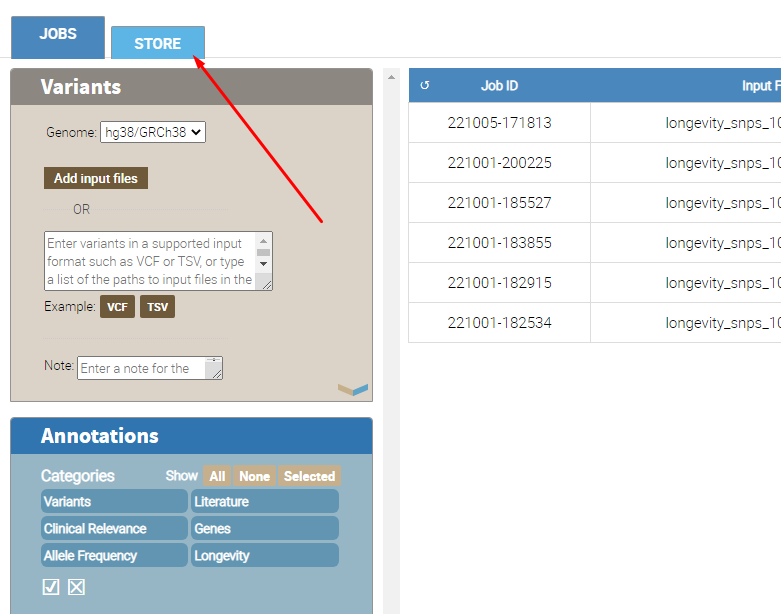 JOBS
STORE
Variants
Genome: hg38/GRCh38
Add input files
OR
Enter variants in a supported input
format such as VCF or TSV, or type
a list of the paths to input files in the
Example: VCF TSV
Note: Enter a note for the
Annotations
Categories Show All None Selected
Variants Literature
Clinical Relevance Genes
Allele Frequency Longevity
Job ID Input F
221005-171813 longevity_snps_10
221001-200225 longevity_snps_10
221001-185527 longevity_snps_10
221001-183855 longevity_snps_10
221001-182915 longevity_snps_10
221001-182534 longevity_snps_10